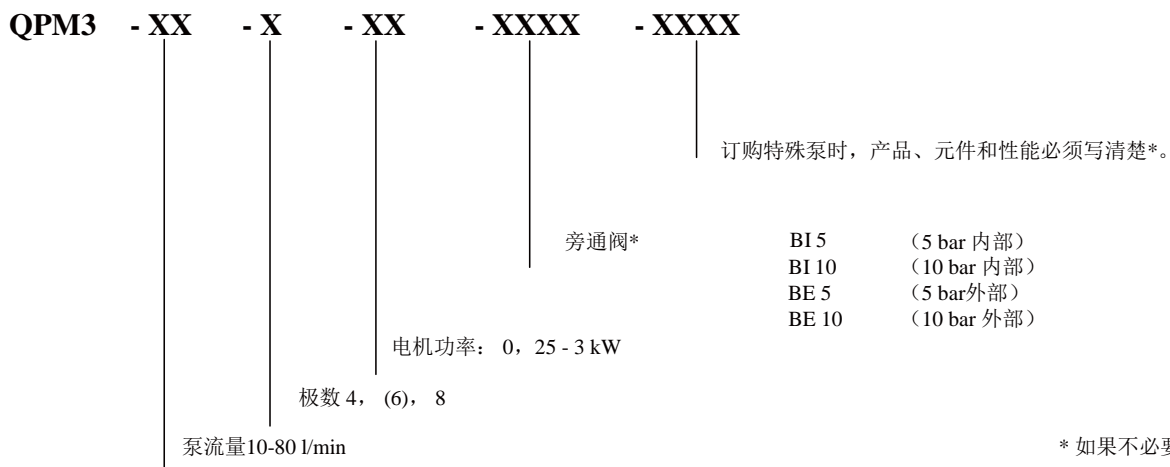 QPM3 - XX - X - XX - XXXX - XXXX
订购特殊泵时，产品、元件和性能必须写清楚*。
旁通阀* BI 5 （5 bar 内部）
BI 10 （10 bar 内部）
BE 5 （5 bar外部）
BE 10 （10 bar 外部）
电机功率： 0，25 - 3 kW
极数 4， (6)， 8
泵流量10-80 l/min * 如果不必要